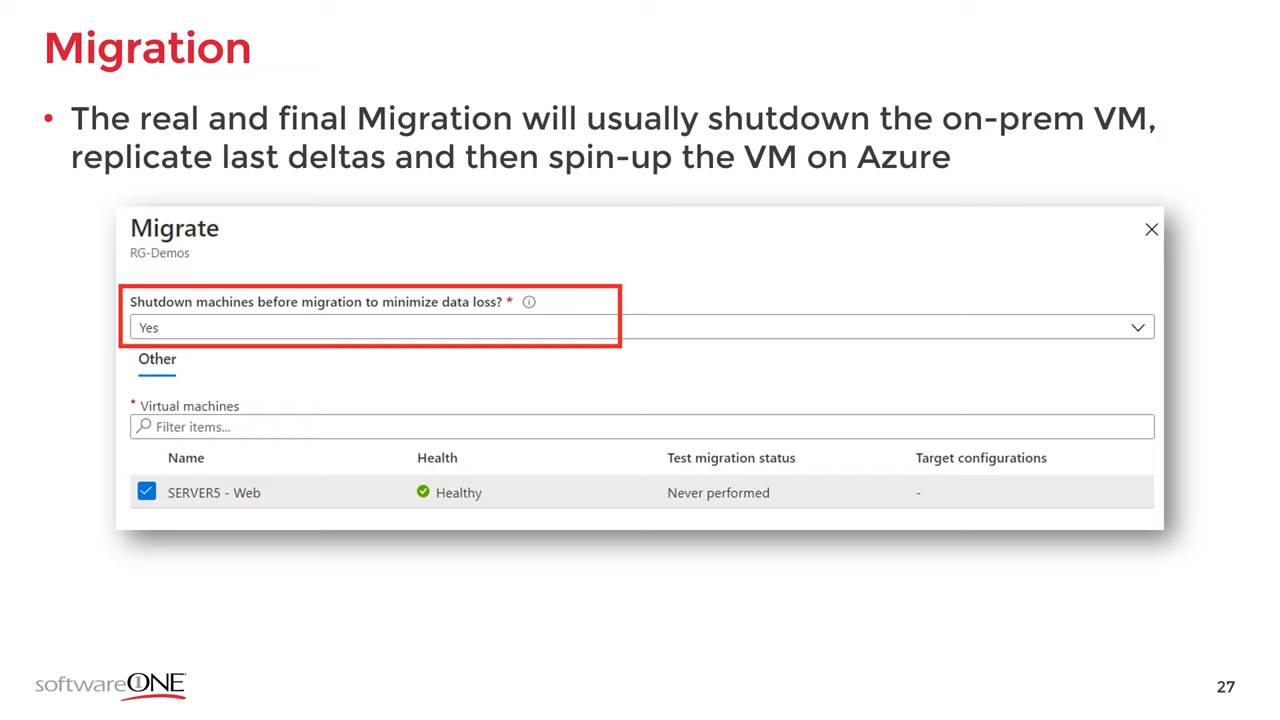 Migration
• The real and final Migration will usually shutdown the on-prem VM,
replicate last deltas and then spin-up the VM on Azure
Migrate
RG-Demos
Shutdown machines before migration to minimize data loss? *
Yes
Other
* Virtual machines
Filter items...
Name Health Test migration status Target configurations
SERVER5 - Web Healthy Never performed -
softwareONE
27